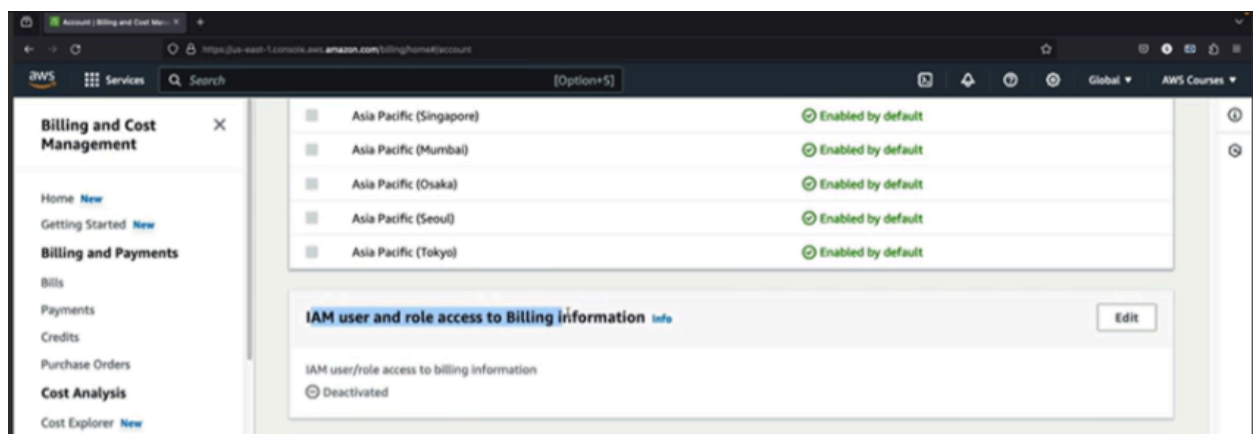 Account | Billing and Cost Man
https://us-east-1.console.aws.amazon.com/billing/home#/account
aws Services Search [Option+S] Global AWS Courses
Billing and Cost Management
Home New
Getting Started New
Billing and Payments
Bills
Payments
Credits
Purchase Orders
Cost Analysis
Cost Explorer New
Asia Pacific (Singapore) Enabled by default
Asia Pacific (Mumbai) Enabled by default
Asia Pacific (Osaka) Enabled by default
Asia Pacific (Seoul) Enabled by default
Asia Pacific (Tokyo) Enabled by default
IAM user and role access to Billing information Info Edit
IAM user/role access to billing information
Deactivated